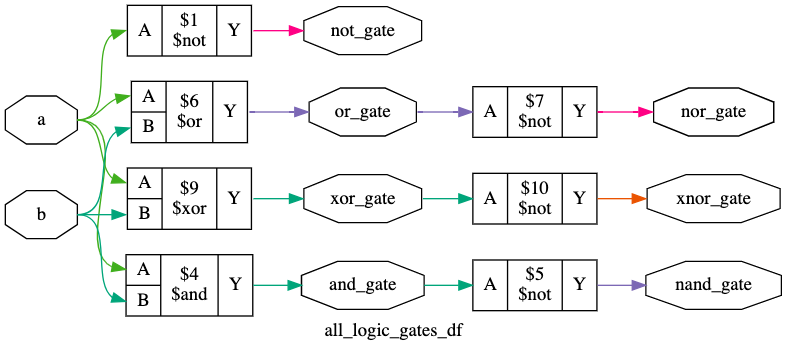 A $1 $not Y not_gate
a
A B $6 $or Y or_gate A $7 $not Y nor_gate
b
A B $9 $xor Y xor_gate A $10 $not Y xnor_gate
A B $4 $and Y and_gate A $5 $not Y nand_gate
all_logic_gates_df